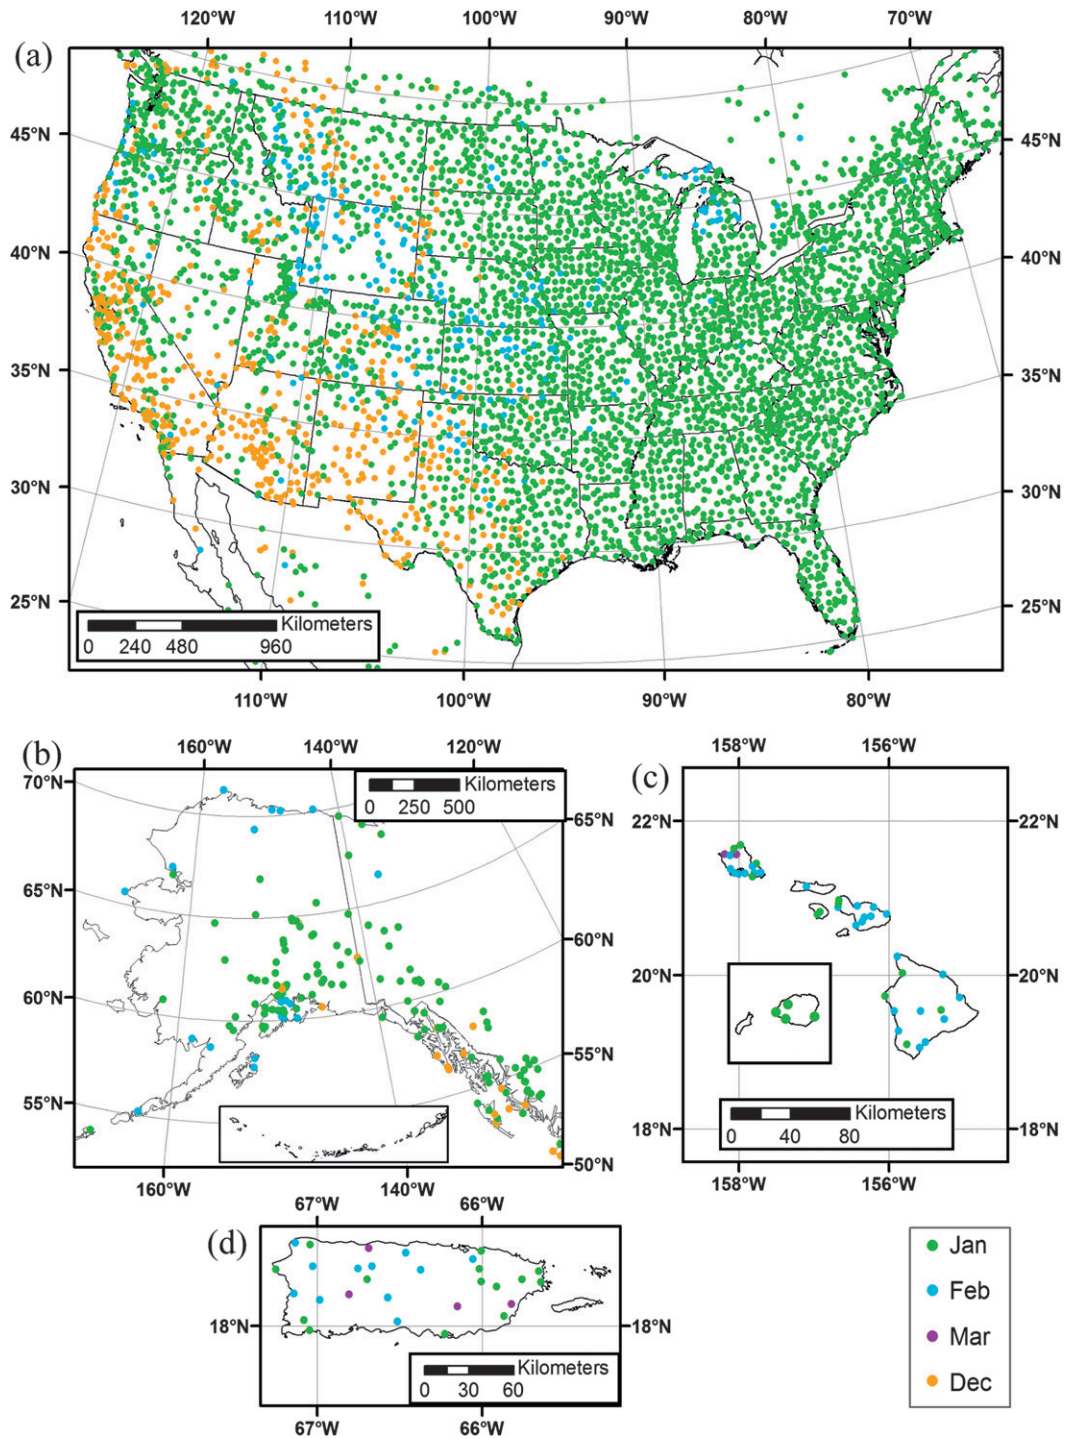 120°W 110°W 100°W 90°W 80°W 70°W
(a)
45°N 45°N
40°N 40°N
35°N 35°N
30°N 30°N
25°N 25°N
Kilometers
0 240 480 960
110°W 100°W 90°W 80°W
(b) 160°W 140°W 120°W
(c) 158°W 156°W
70°N
Kilometers
0 250 500
65°N
22°N 22°N
65°N
60°N
60°N
20°N 20°N
55°N
55°N
Kilometers
0 40 80
18°N 18°N
50°N
160°W 140°W
158°W 156°W
67°W 66°W
(d)
18°N 18°N
Kilometers
0 30 60
67°W 66°W
Jan
Feb
Mar
Dec